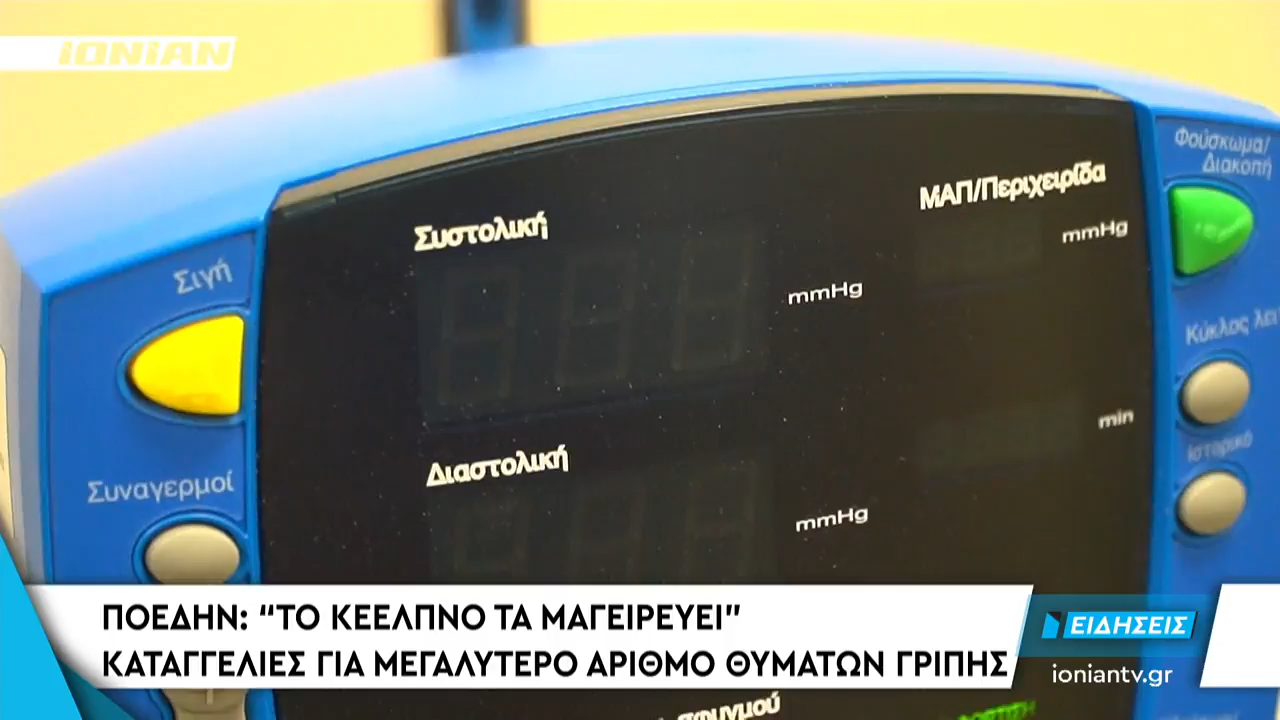 IONIAN
Φούσκωμα/
Διακοπή
ΜΑΠ/Περιχειρίδα
mmHg
Συστολική
mmHg
Σιγή
Κύκλος
min
Ιστορικό
Διαστολική
mmHg
Συναγερμοί
ΠΟΕΔΗΝ: “ΤΟ ΚΕΕΛΠΝΟ ΤΑ ΜΑΓΕΙΡΕΥΕΙ”
ΚΑΤΑΓΓΕΛΙΕΣ ΓΙΑ ΜΕΓΑΛΥΤΕΡΟ ΑΡΙΘΜΟ ΘΥΜΑΤΩΝ ΓΡΙΠΗΣ
ΕΙΔΗΣΕΙΣ
ioniantv.gr